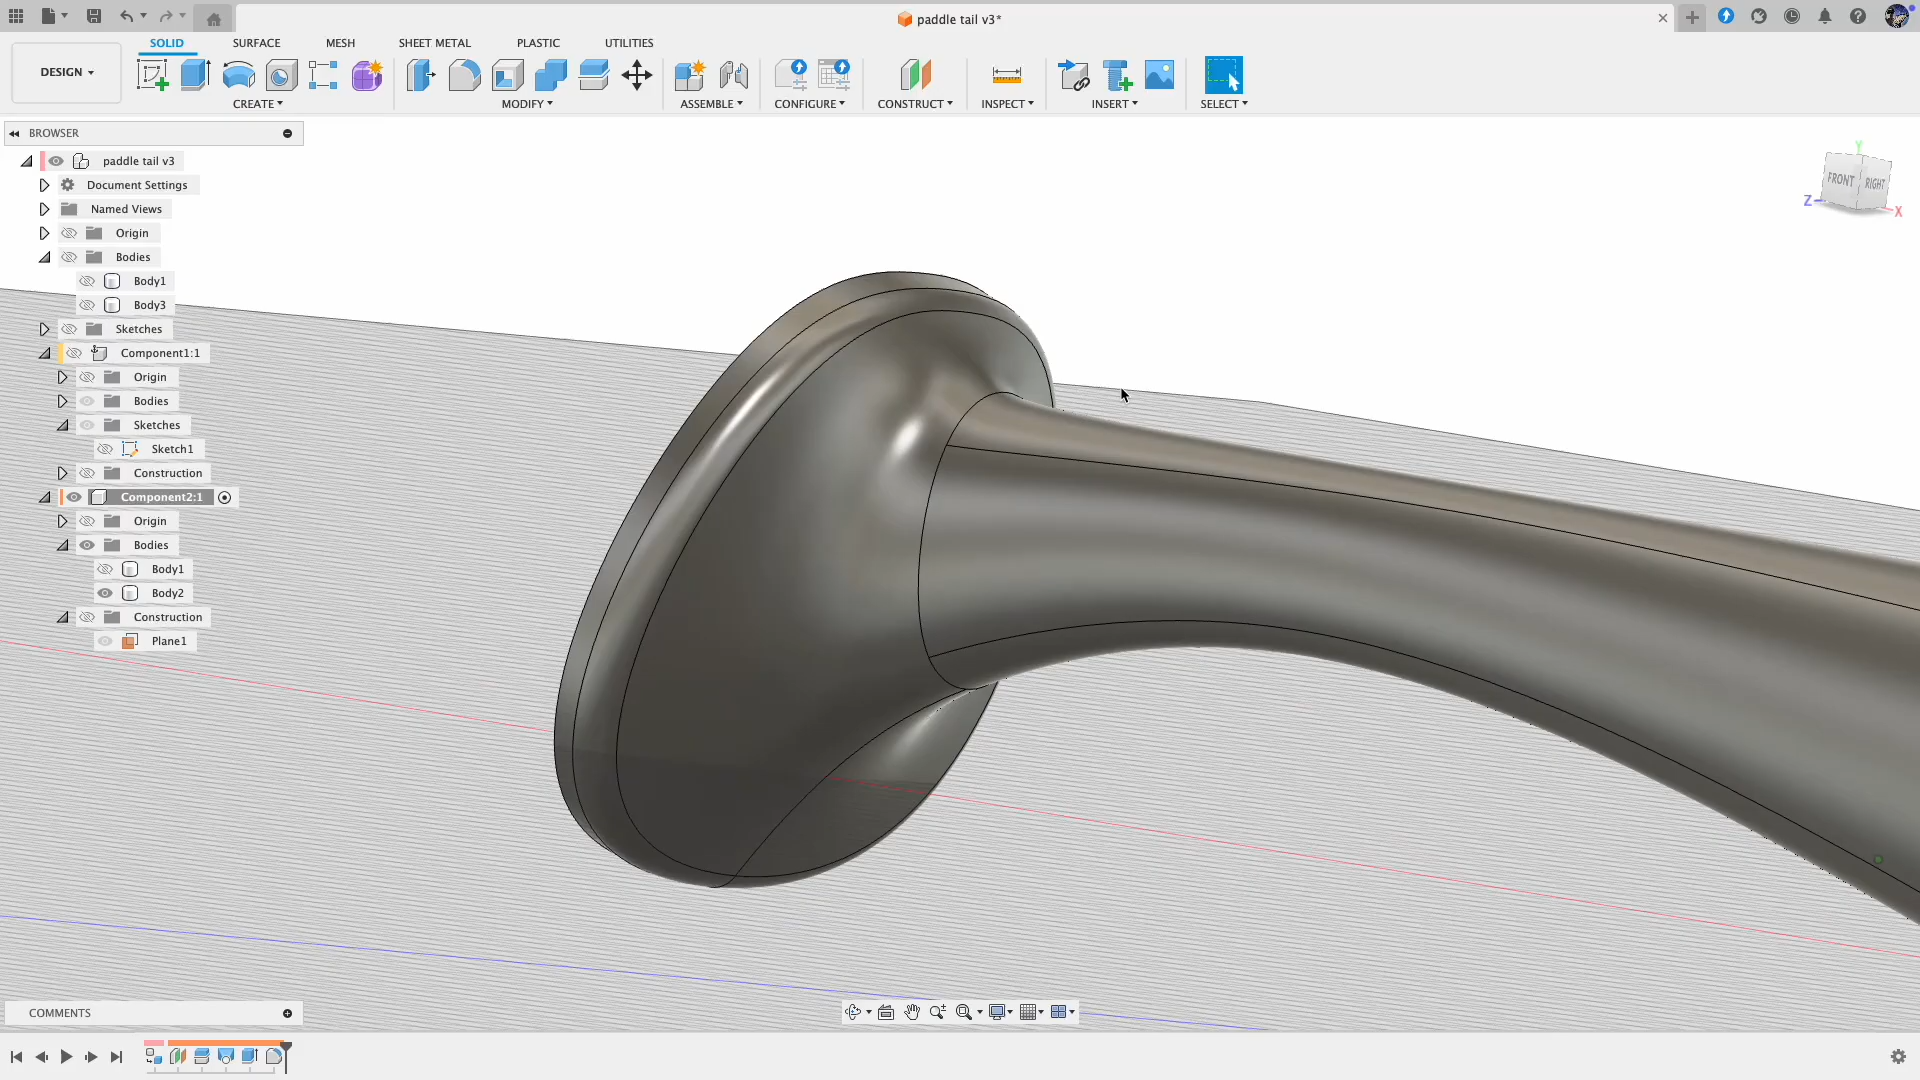 paddle tail v3*
SOLID SURFACE MESH SHEET METAL PLASTIC UTILITIES
DESIGN
CREATE MODIFY ASSEMBLE CONFIGURE CONSTRUCT INSPECT INSERT SELECT
BROWSER
paddle tail v3
Document Settings
Named Views
Origin
Bodies
Body1
Body3
Sketches
Component1:1
Origin
Bodies
Sketches
Sketch1
Construction
Component2:1
Origin
Bodies
Body1
Body2
Construction
Plane1
Y
FRONT RIGHT
Z X
COMMENTS